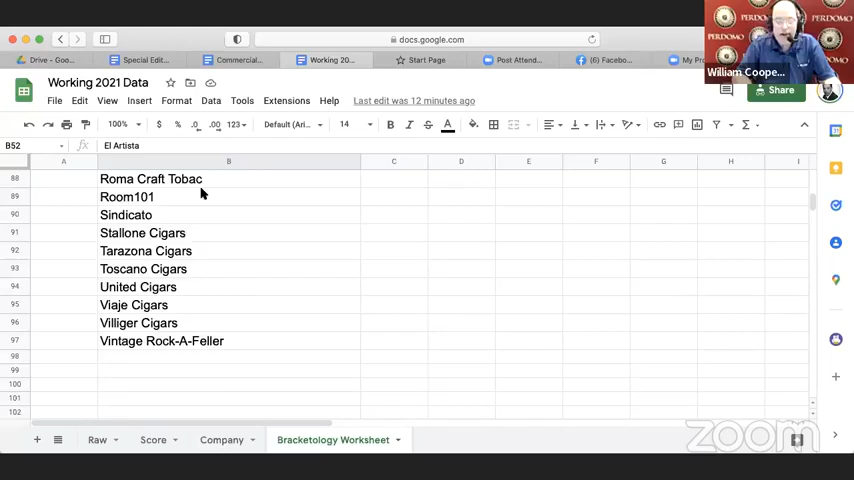 PERDOMO PERDOMO
docs.google.com
Drive – Goo...
Special Edit...
Commercial...
Working 20...
Start Page
Post Attend...
(6) Facebo...
My Pr
William Coope...
Working 2021 Data
Share
File Edit View Insert Format Data Tools Extensions Help Last edit was 12 minutes ago
100% $ % .0 .00 123 Default (Ari... 14 B I S A
B52 fx El Artista
A B C D E F G H I
88 Roma Craft Tobac
89 Room101
90 Sindicato
91 Stallone Cigars
92 Tarazona Cigars
93 Toscano Cigars
94 United Cigars
95 Viaje Cigars
96 Villiger Cigars
97 Vintage Rock-A-Feller
98
99
100
101
102
+ Raw Score Company Bracketology Worksheet
zoom